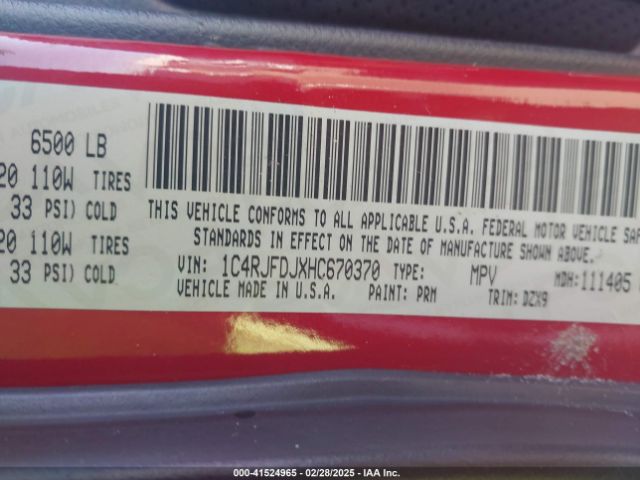 6500 LB
20 110W TIRES
33 PSI) COLD
20 110W TIRES
33 PSI) COLD
THIS VEHICLE CONFORMS TO ALL APPLICABLE U.S.A. FEDERAL MOTOR VEHICLE SAF
STANDARDS IN EFFECT ON THE DATE OF MANUFACTURE SHOWN ABOVE.
VIN: 1C4RJFDJXHC670370 TYPE: MPV MDH:111405
VEHICLE MADE IN U.S.A. PAINT: PRM TRIM: DZX9
000-41524965 - 02/28/2025 - IAA Inc.